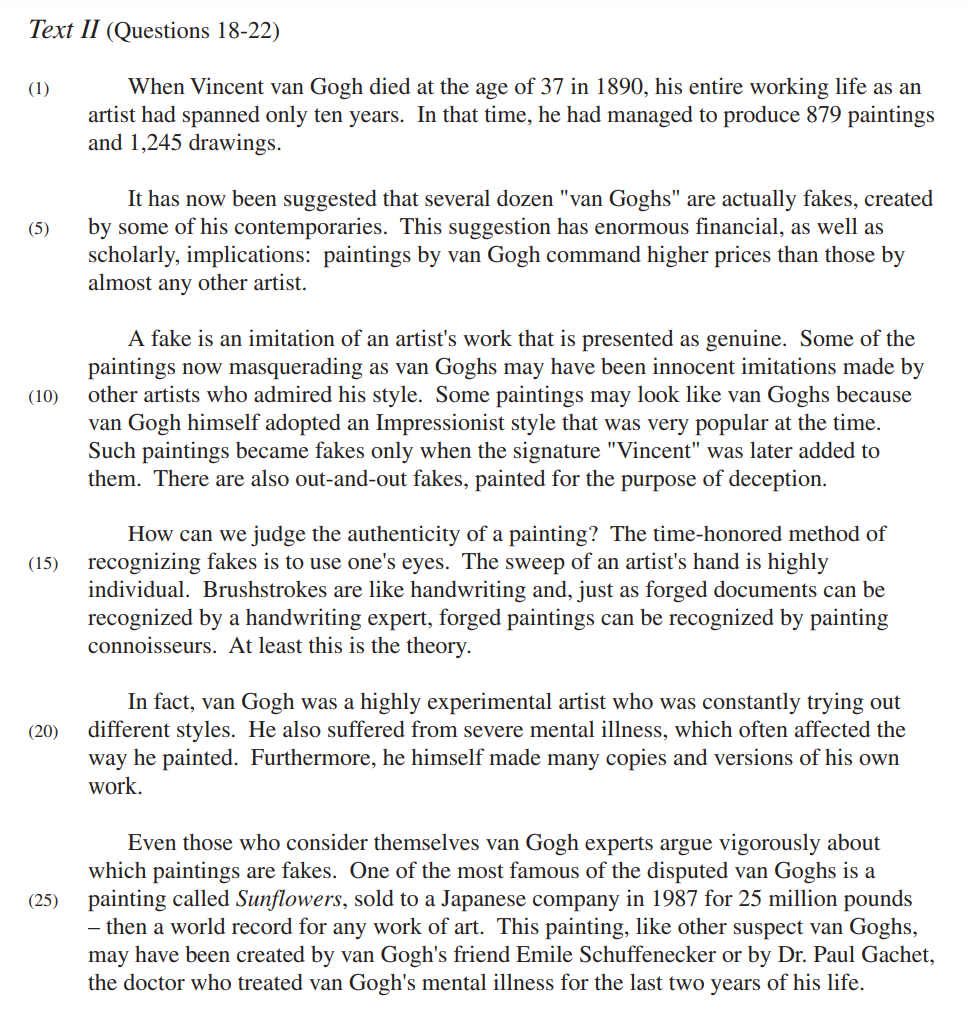 Text II (Questions 18-22)
(1) When Vincent van Gogh died at the age of 37 in 1890, his entire working life as an
artist had spanned only ten years. In that time, he had managed to produce 879 paintings
and 1,245 drawings.
It has now been suggested that several dozen "van Goghs" are actually fakes, created
(5) by some of his contemporaries. This suggestion has enormous financial, as well as
scholarly, implications: paintings by van Gogh command higher prices than those by
almost any other artist.
A fake is an imitation of an artist's work that is presented as genuine. Some of the
paintings now masquerading as van Goghs may have been innocent imitations made by
(10) other artists who admired his style. Some paintings may look like van Goghs because
van Gogh himself adopted an Impressionist style that was very popular at the time.
Such paintings became fakes only when the signature "Vincent" was later added to
them. There are also out-and-out fakes, painted for the purpose of deception.
How can we judge the authenticity of a painting? The time-honored method of
(15) recognizing fakes is to use one's eyes. The sweep of an artist's hand is highly
individual. Brushstrokes are like handwriting and, just as forged documents can be
recognized by a handwriting expert, forged paintings can be recognized by painting
connoisseurs. At least this is the theory.
In fact, van Gogh was a highly experimental artist who was constantly trying out
(20) different styles. He also suffered from severe mental illness, which often affected the
way he painted. Furthermore, he himself made many copies and versions of his own
work.
Even those who consider themselves van Gogh experts argue vigorously about
which paintings are fakes. One of the most famous of the disputed van Goghs is a
(25) painting called Sunflowers, sold to a Japanese company in 1987 for 25 million pounds
– then a world record for any work of art. This painting, like other suspect van Goghs,
may have been created by van Gogh's friend Emile Schuffenecker or by Dr. Paul Gachet,
the doctor who treated van Gogh's mental illness for the last two years of his life.